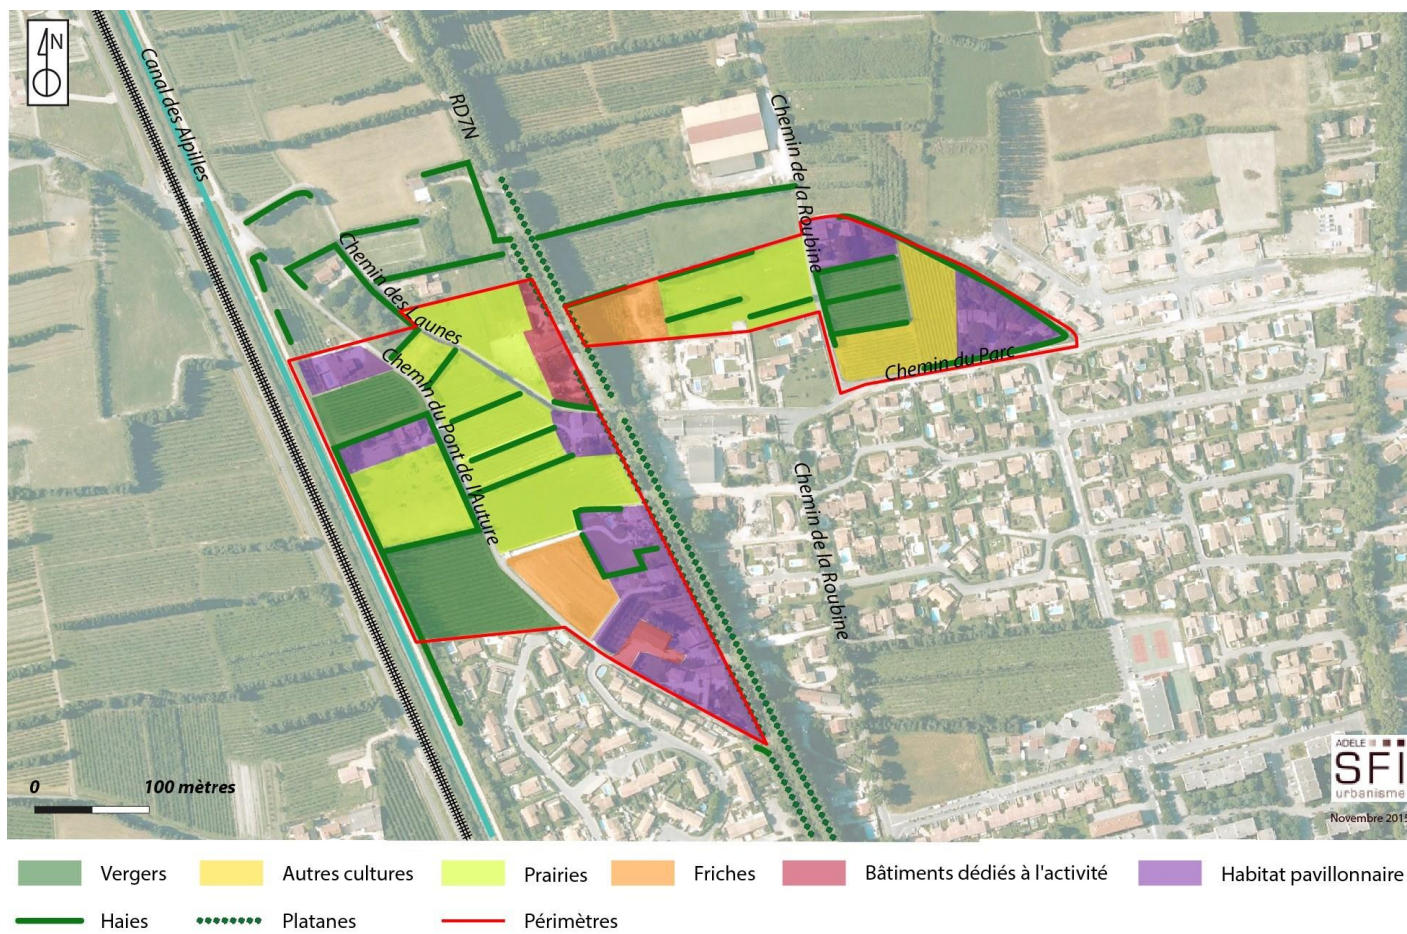 N
Canal des Alpilles
RD7N
Chemin de la Roubine
Chemin des Launes
Chemin du Pont de l'Auture
Chemin du Parc
Chemin de la Roubine
0 100 mètres
ADELE
SFI
urbanisme
Novembre 2015
Vergers Autres cultures Prairies Friches Bâtiments dédiés à l'activité Habitat pavillonnaire
Haies Platanes Périmètres